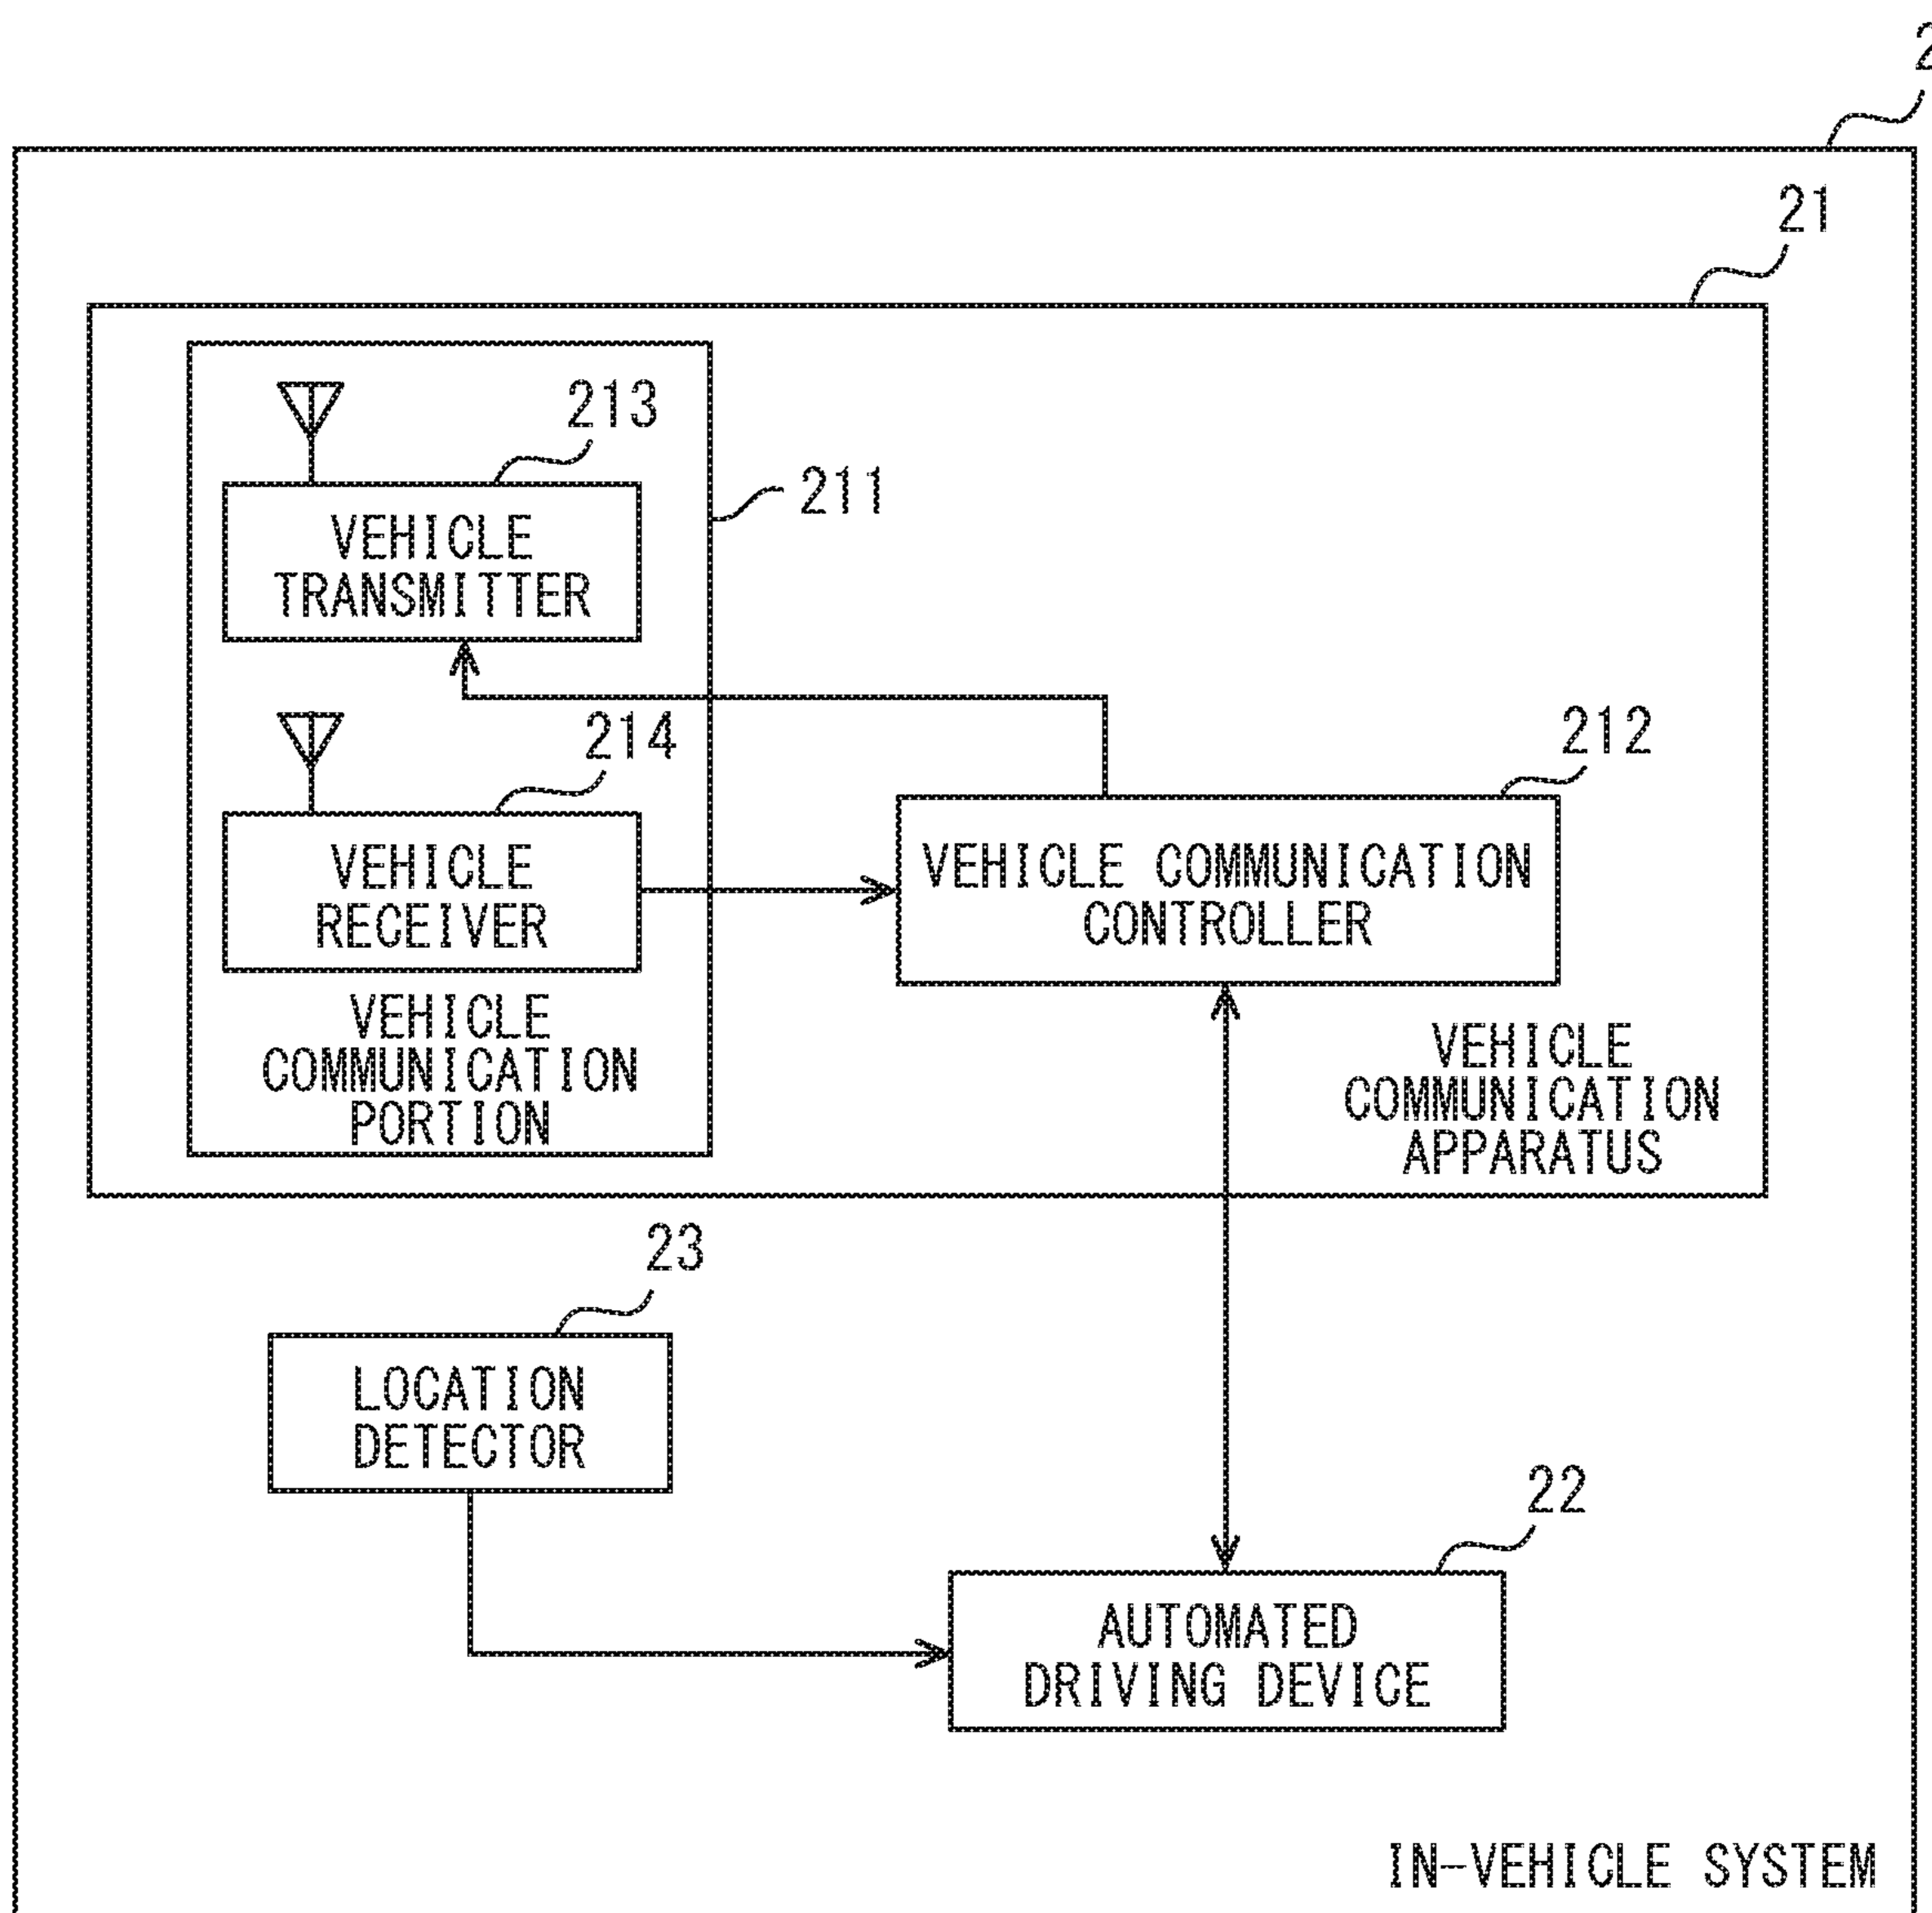 2
21
213
211
VEHICLE
TRANSMITTER
214
212
VEHICLE
RECEIVER
VEHICLE COMMUNICATION
CONTROLLER
VEHICLE
COMMUNICATION
PORTION
VEHICLE
COMMUNICATION
APPARATUS
23
LOCATION
DETECTOR
22
AUTOMATED
DRIVING DEVICE
IN-VEHICLE SYSTEM